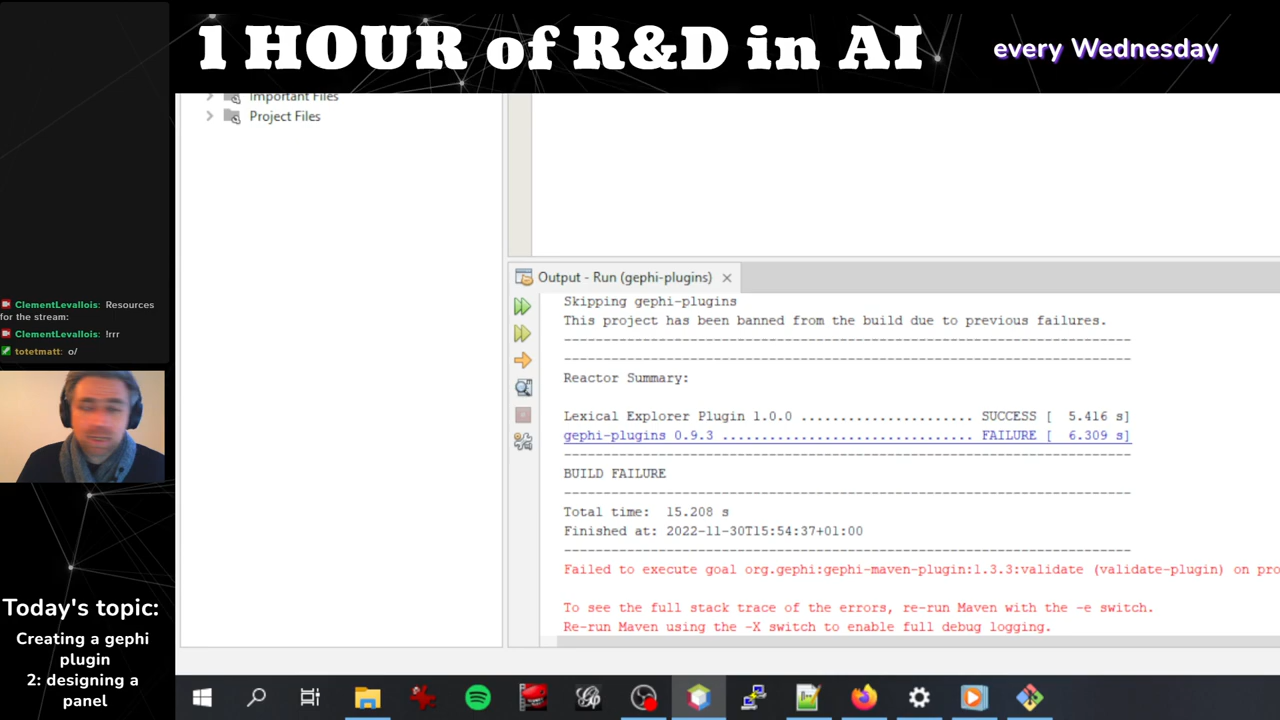 1 HOUR of R&D in AI
every Wednesday
Important Files
Project Files
Output - Run (gephi-plugins)
Skipping gephi-plugins
This project has been banned from the build due to previous failures.
------------------------------------------------------------------------
------------------------------------------------------------------------
Reactor Summary:
Lexical Explorer Plugin 1.0.0 ...................... SUCCESS [  5.416 s]
gephi-plugins 0.9.3 ................................ FAILURE [  6.309 s]
------------------------------------------------------------------------
BUILD FAILURE
------------------------------------------------------------------------
Total time:  15.208 s
Finished at: 2022-11-30T15:54:37+01:00
------------------------------------------------------------------------
Failed to execute goal org.gephi:gephi-maven-plugin:1.3.3:validate (validate-plugin) on pro
To see the full stack trace of the errors, re-run Maven with the -e switch.
Re-run Maven using the -X switch to enable full debug logging.
ClementLevallois: Resources
for the stream:
ClementLevallois: !rrr
totetmatt: o/
Today's topic:
Creating a gephi
plugin
2: designing a
panel